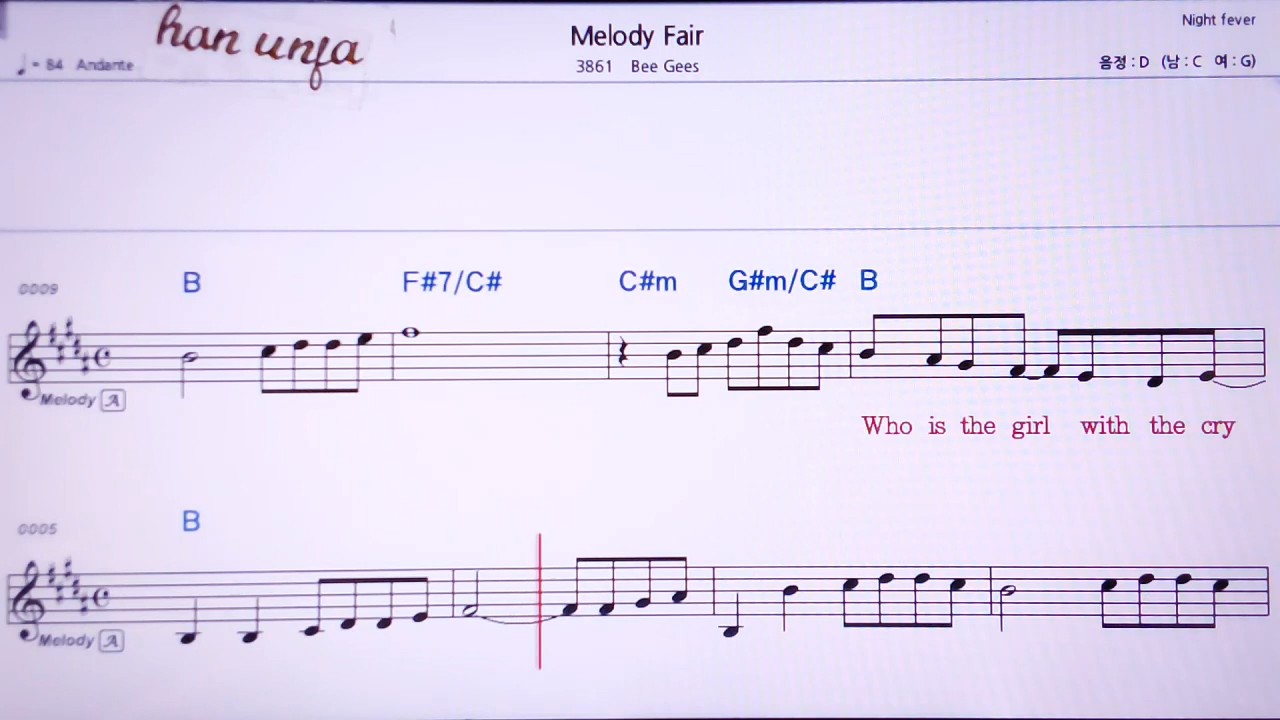 han unja
Melody Fair
Night fever
♩= 84 Andante
3861 Bee Gees
음정 : D (남 : C 여 : G)
0009
B F#7/C# C#m G#m/C# B
Melody A
Who is the girl with the cry
0005
B
Melody A